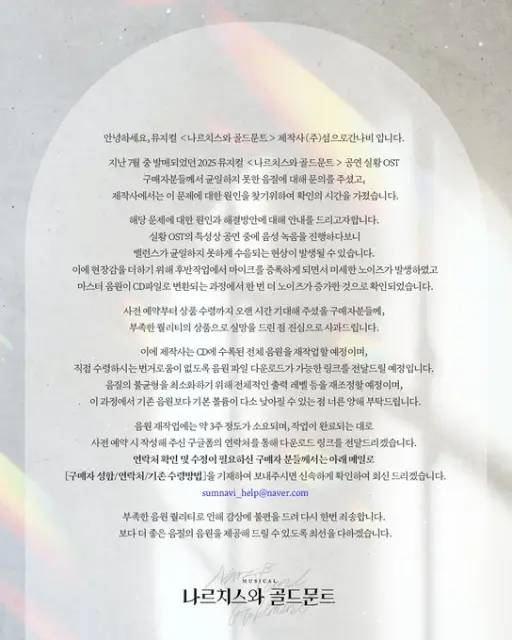 안녕하세요, 뮤지컬 <나르치스와 골드문트> 제작사 (주)섬으로간나비 입니다.
지난 7월 중 발매되었던 2025 뮤지컬 <나르치스와 골드문트> 공연 실황 OST
구매자분들께서 균일하지 못한 음질에 대해 문의를 주셨고,
제작사에서는 이 문제에 대한 원인을 찾기위하여 확인의 시간을 가졌습니다.
해당 문제에 대한 원인과 해결방안에 대해 안내를 드리고자합니다.
실황 OST의 특성상 공연 중에 음성 녹음을 진행하다보니
밸런스가 균일하지 못하게 수음되는 현상이 발생될 수 있습니다.
이에 현장감을 더하기 위해 후반작업에서 마이크를 증폭하게 되면서 미세한 노이즈가 발생하였고
마스터 음원이 CD파일로 변환되는 과정에서 한 번 더 노이즈가 증가한 것으로 확인되었습니다.
사전 예약부터 상품 수령까지 오랜 시간 기대해 주셨을 구매자분들께,
부족한 퀄리티의 상품으로 실망을 드린 점 진심으로 사과드립니다.
이에 제작사는 CD에 수록된 전체 음원을 재작업할 예정이며,
직접 수령하시는 번거로움이 없도록 음원 파일 다운로드가 가능한 링크를 전달드릴 예정입니다.
음질의 불균형을 최소화하기 위해 전체적인 출력 레벨 등을 재조정할 예정이며,
이 과정에서 기존 음원보다 기본 볼륨이 다소 낮아질 수 있는 점 너른 양해 부탁드립니다.
음원 재작업에는 약 3주 정도가 소요되며, 작업이 완료되는 대로
사전 예약 시 작성해 주신 구글폼의 연락처를 통해 다운로드 링크를 전달드리겠습니다.
연락처 확인 및 수정이 필요하신 구매자 분들께서는 아래 메일로
[구매자 성함/연락처/기존 수령방법]을 기재하여 보내주시면 신속하게 확인하여 회신 드리겠습니다.
sumnavi_help@naver.com
부족한 음원 퀄리티로 인해 감상에 불편을 드려 다시 한번 죄송합니다.
보다 더 좋은 음질의 음원을 제공해 드릴 수 있도록 최선을 다하겠습니다.
MUSICAL
나르치스와 골드문트